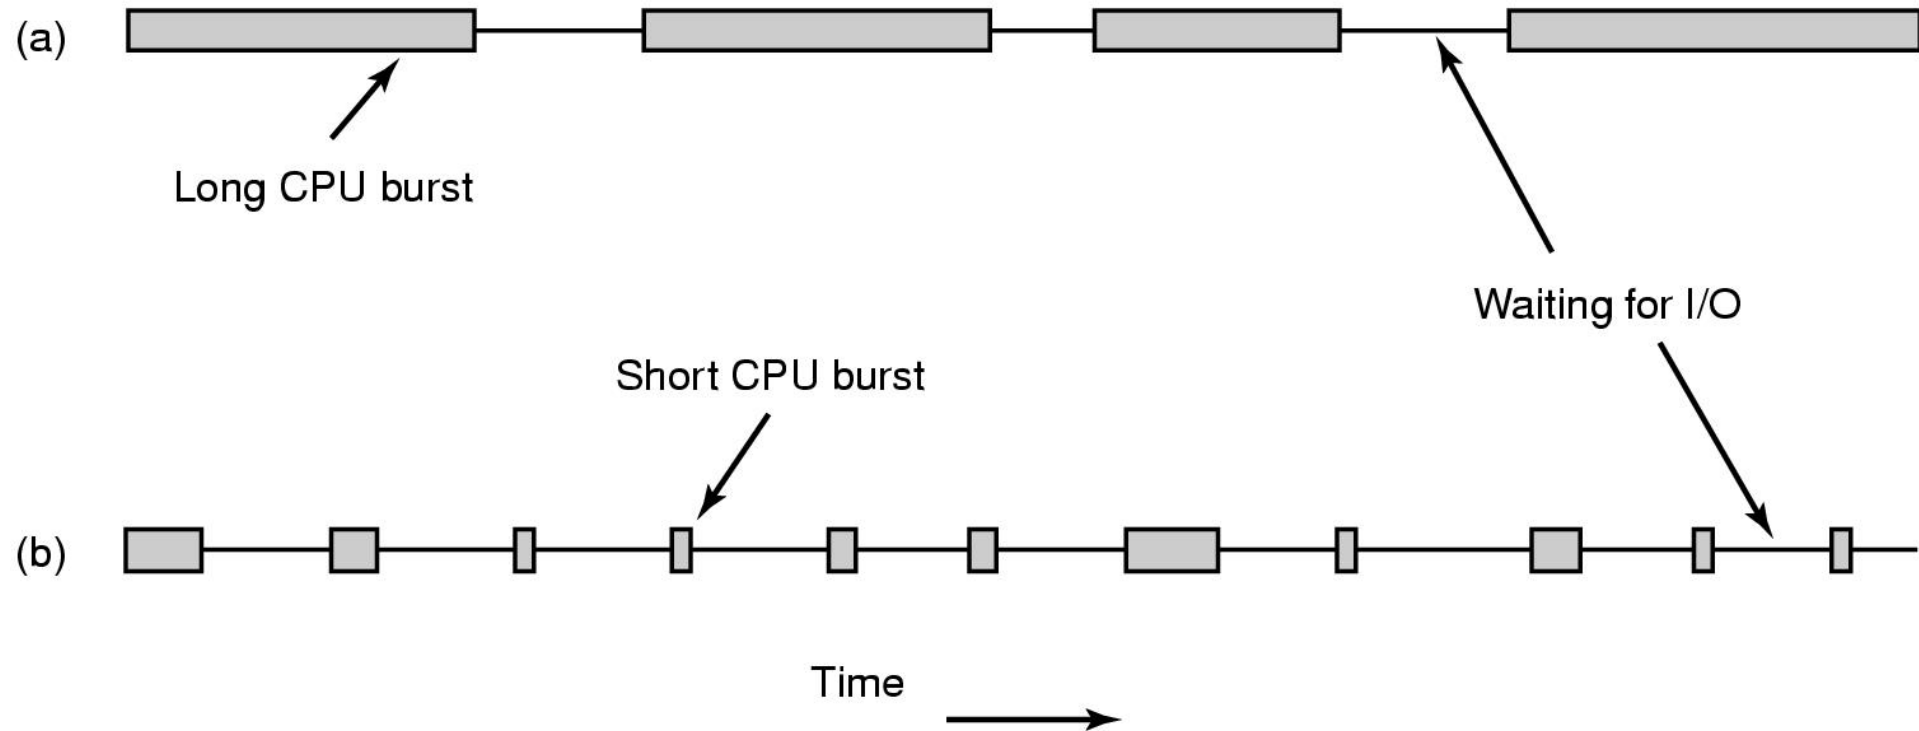 (a)
Long CPU burst
Waiting for I/O
Short CPU burst
(b)
Time